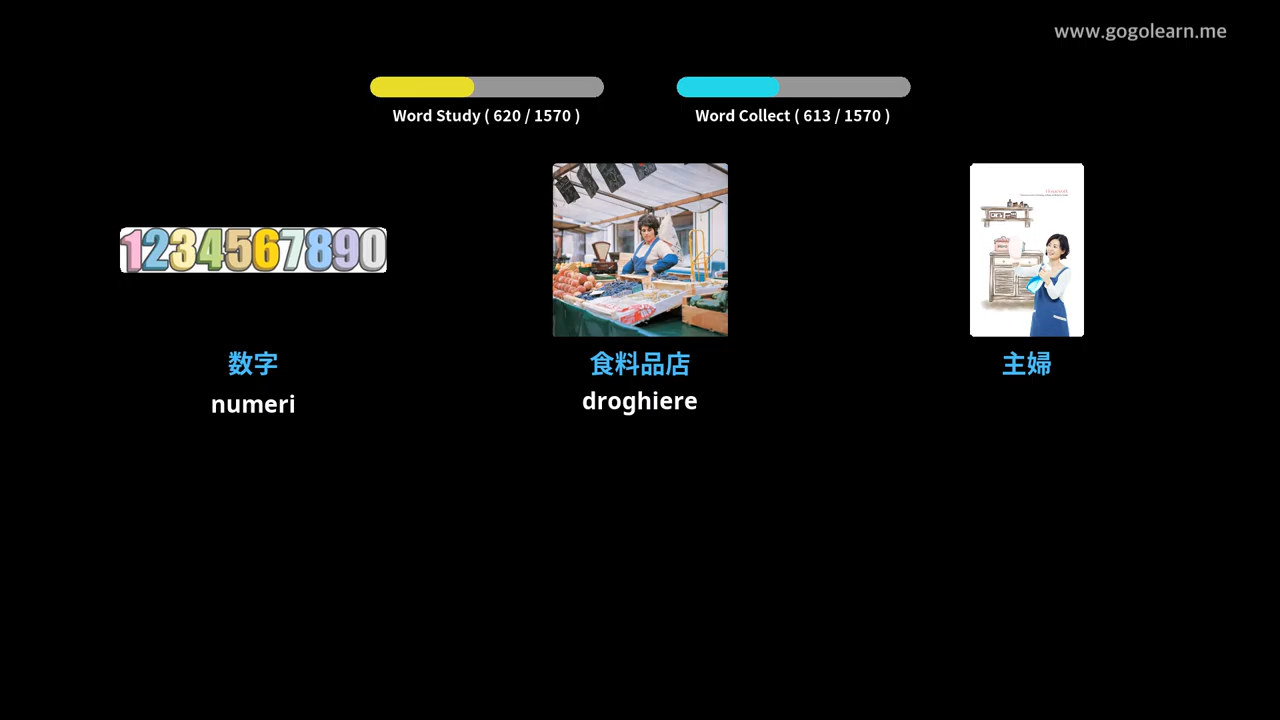 www.gogolearn.me
Word Study ( 620 / 1570 )
Word Collect ( 613 / 1570 )
1234567890
数字
食料品店
主婦
numeri
droghiere